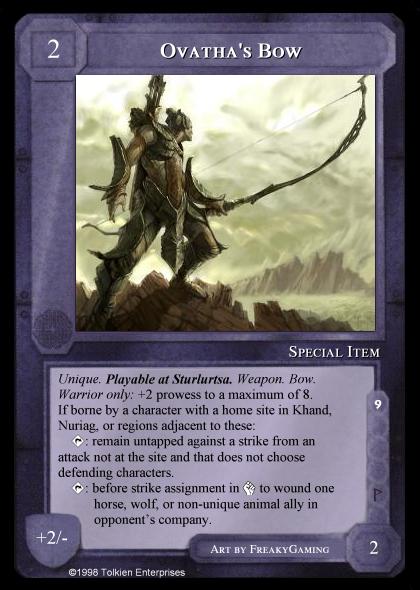 2
OVATHA'S BOW
SPECIAL ITEM
Unique. Playable at Sturlurtsa. Weapon. Bow.
Warrior only: +2 prowess to a maximum of 8.
If borne by a character with a home site in Khand,
Nuriag, or regions adjacent to these:
: remain untapped against a strike from an
attack not at the site and that does not choose
defending characters.
: before strike assignment in to wound one
horse, wolf, or non-unique animal ally in
opponent's company.
9
ᚹ
+2/-
ART BY FREAKYGAMING
2
©1998 Tolkien Enterprises